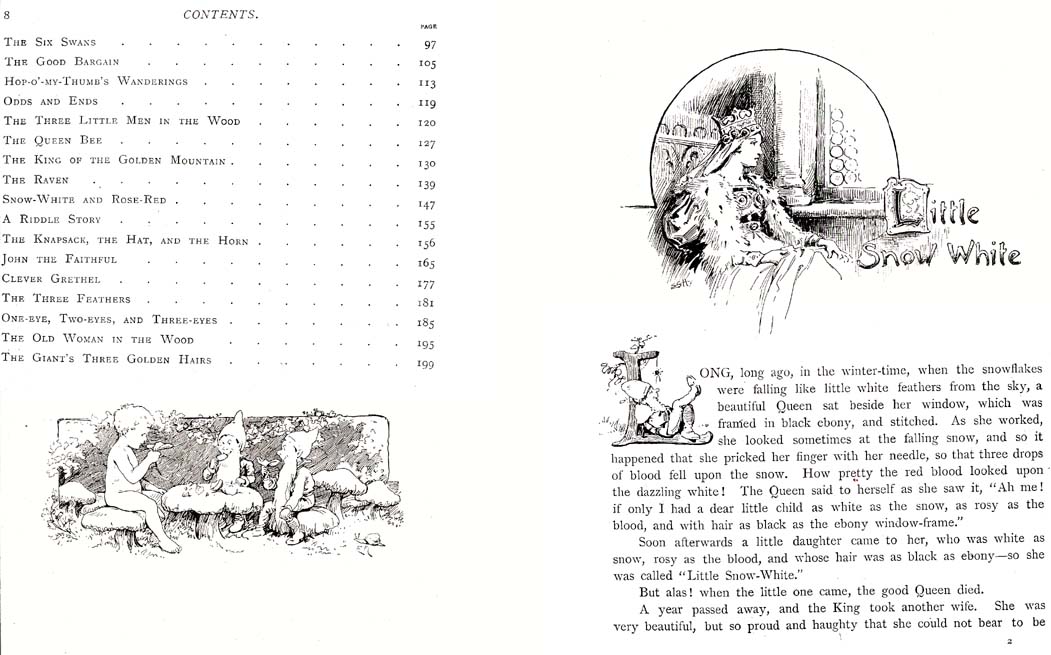 8 CONTENTS.
PAGE
The Six Swans . . . . . . . . . . . 97
The Good Bargain . . . . . . . . . . 105
Hop-o'-my-Thumb's Wanderings . . . . . . . . 113
Odds and Ends . . . . . . . . . . . 119
The Three Little Men in the Wood . . . . . . 120
The Queen Bee . . . . . . . . . . . 127
The King of the Golden Mountain . . . . . . . 130
The Raven . . . . . . . . . . . . 139
Snow-White and Rose-Red . . . . . . . . . 147
A Riddle Story . . . . . . . . . . . 155
The Knapsack, the Hat, and the Horn . . . . . . 156
John the Faithful . . . . . . . . . . 165
Clever Grethel . . . . . . . . . . . 177
The Three Feathers . . . . . . . . . . 181
One-eye, Two-eyes, and Three-eyes . . . . . . . 185
The Old Woman in the Wood . . . . . . . 195
The Giant's Three Golden Hairs . . . . . . . 199
Little
Snow White
SSH
LONG, long ago, in the winter-time, when the snowflakes
were falling like little white feathers from the sky, a
beautiful Queen sat beside her window, which was
framed in black ebony, and stitched. As she worked,
she looked sometimes at the falling snow, and so it
happened that she pricked her finger with her needle, so that three drops
of blood fell upon the snow. How pretty the red blood looked upon
the dazzling white! The Queen said to herself as she saw it, "Ah me!
if only I had a dear little child as white as the snow, as rosy as the
blood, and with hair as black as the ebony window-frame."
Soon afterwards a little daughter came to her, who was white as
snow, rosy as the blood, and whose hair was as black as ebony—so she
was called "Little Snow-White."
But alas! when the little one came, the good Queen died.
A year passed away, and the King took another wife. She was
very beautiful, but so proud and haughty that she could not bear to be
2